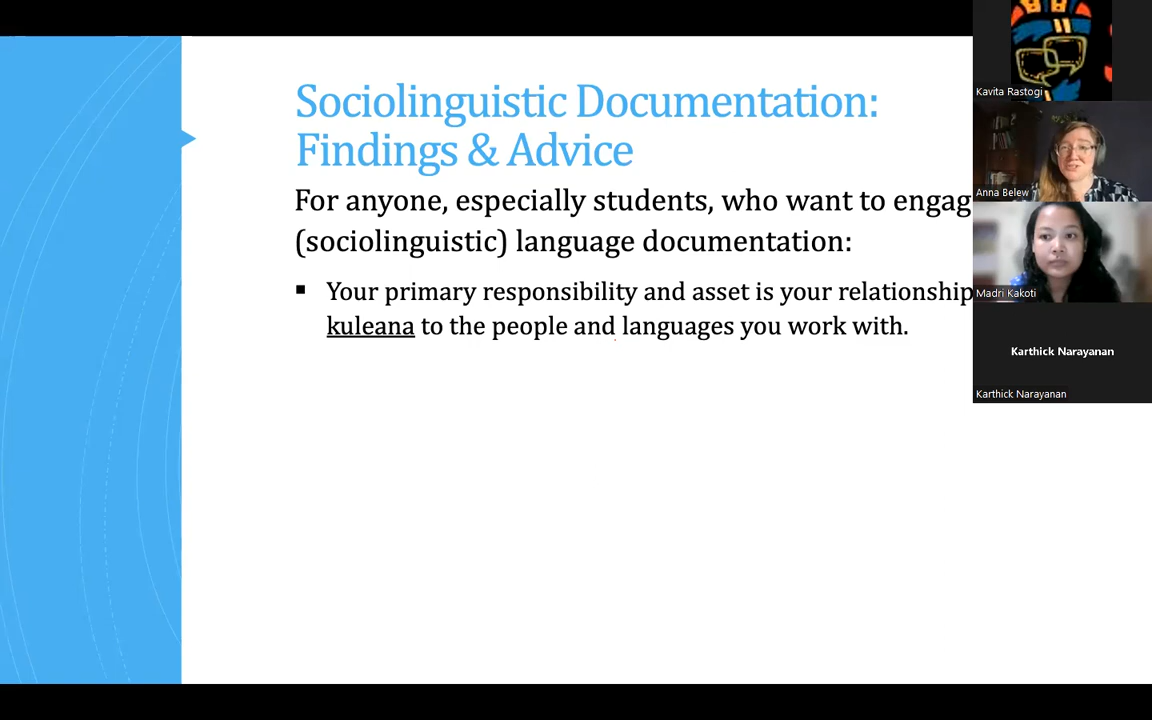 Sociolinguistic Documentation:
Findings & Advice
For anyone, especially students, who want to engag
(sociolinguistic) language documentation:
Your primary responsibility and asset is your relationship
kuleana to the people and languages you work with.
Kavita Rastogi
Anna Belew
Madri Kakoti
Karthick Narayanan
Karthick Narayanan